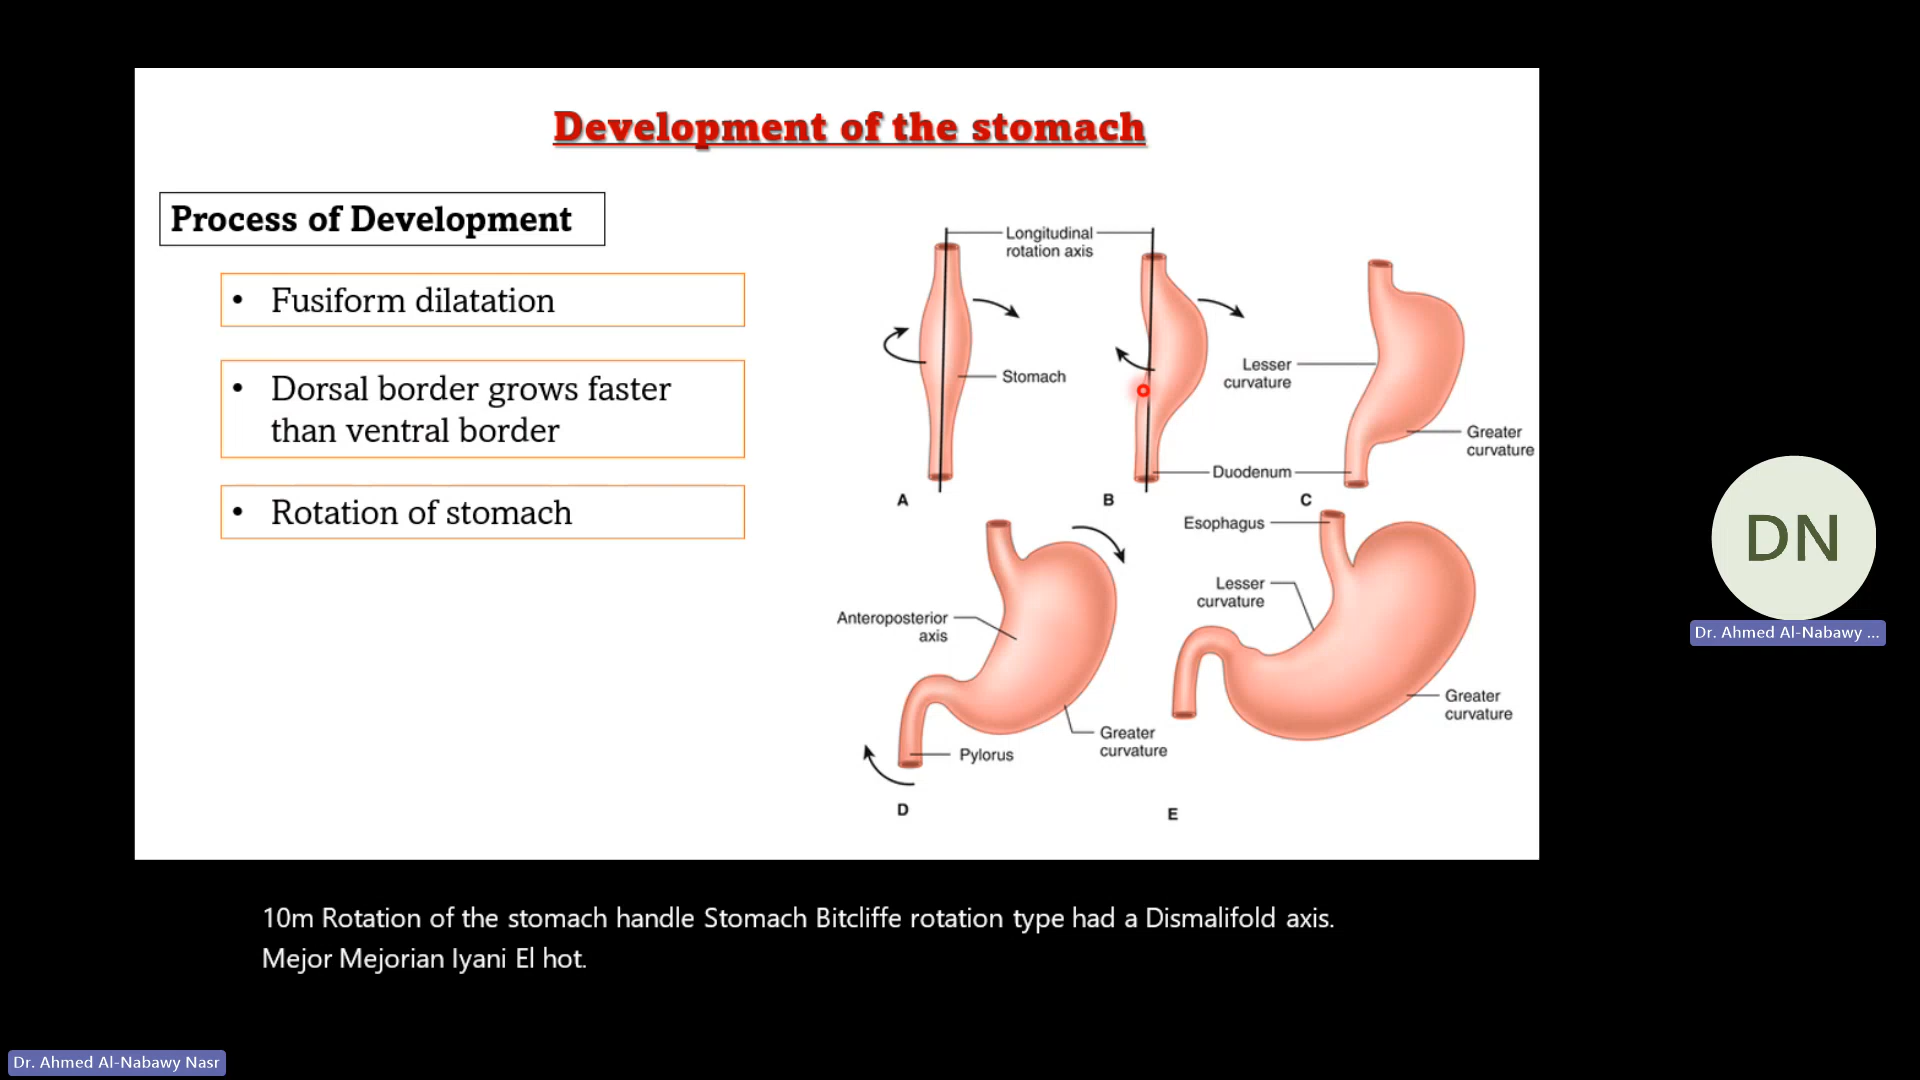 Development of the stomach
Process of Development
• Fusiform dilatation
• Dorsal border grows faster
than ventral border
• Rotation of stomach
Longitudinal
rotation axis
Stomach
Lesser
curvature
Greater
curvature
Duodenum
A
B
C
Esophagus
Lesser
curvature
Anteroposterior
axis
Greater
curvature
Greater
curvature
Pylorus
D
E
DN
Dr. Ahmed Al-Nabawy ...
10m Rotation of the stomach handle Stomach Bitcliffe rotation type had a Dismalifold axis.
Mejor Mejorian Iyani El hot.
Dr. Ahmed Al-Nabawy Nasr